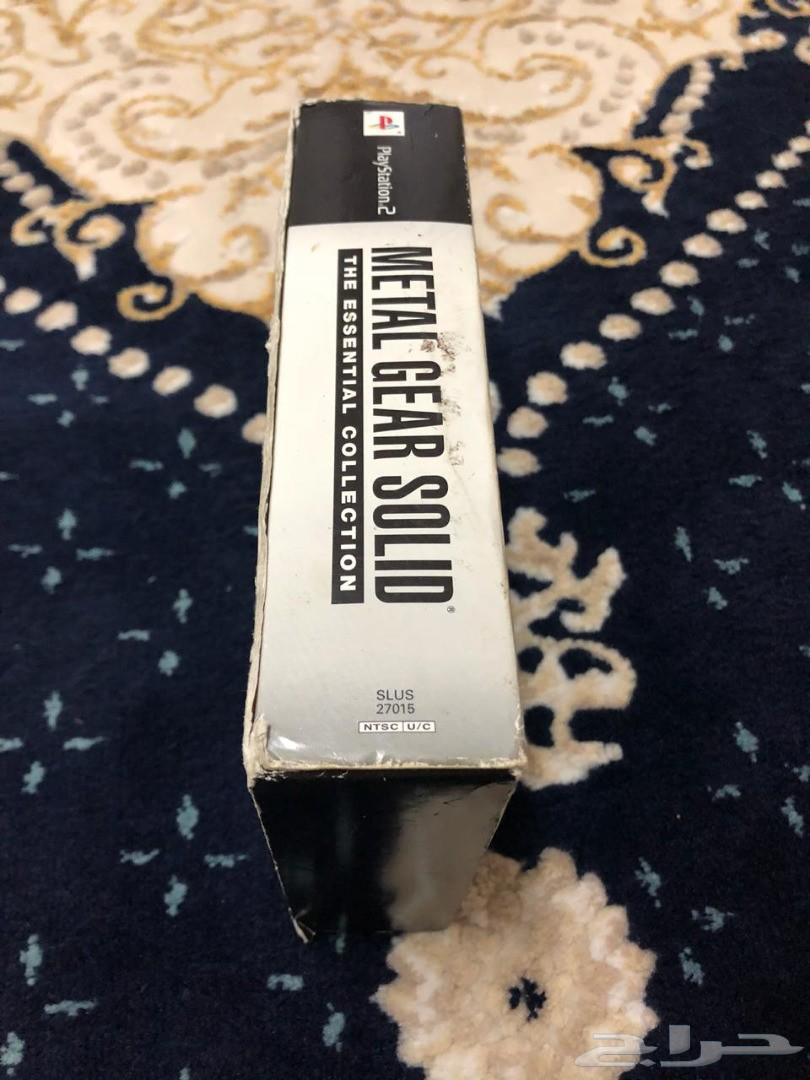 PlayStation.2
METAL GEAR SOLID®
THE ESSENTIAL COLLECTION
SLUS
27015
NTSC U/C
حراج